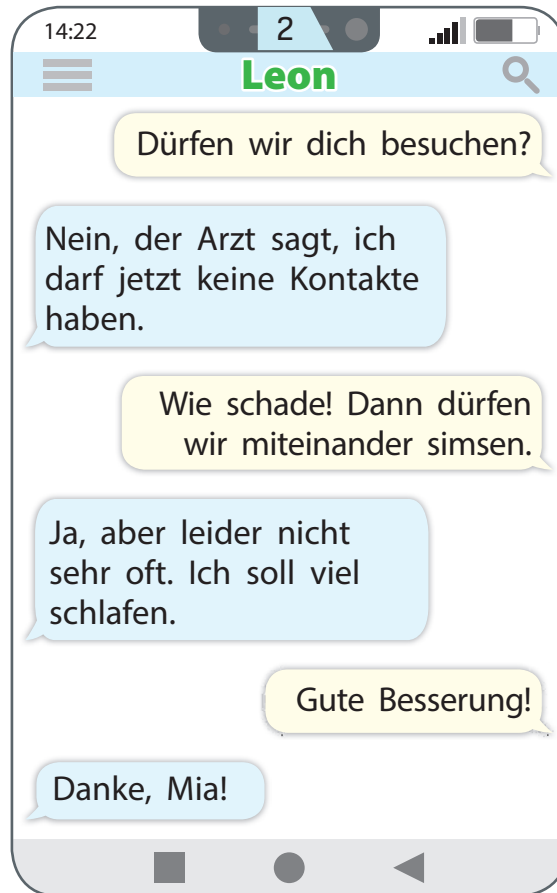 14:22
2
Leon
Dürfen wir dich besuchen?
Nein, der Arzt sagt, ich
darf jetzt keine Kontakte
haben.
Wie schade! Dann dürfen
wir miteinander simsen.
Ja, aber leider nicht
sehr oft. Ich soll viel
schlafen.
Gute Besserung!
Danke, Mia!